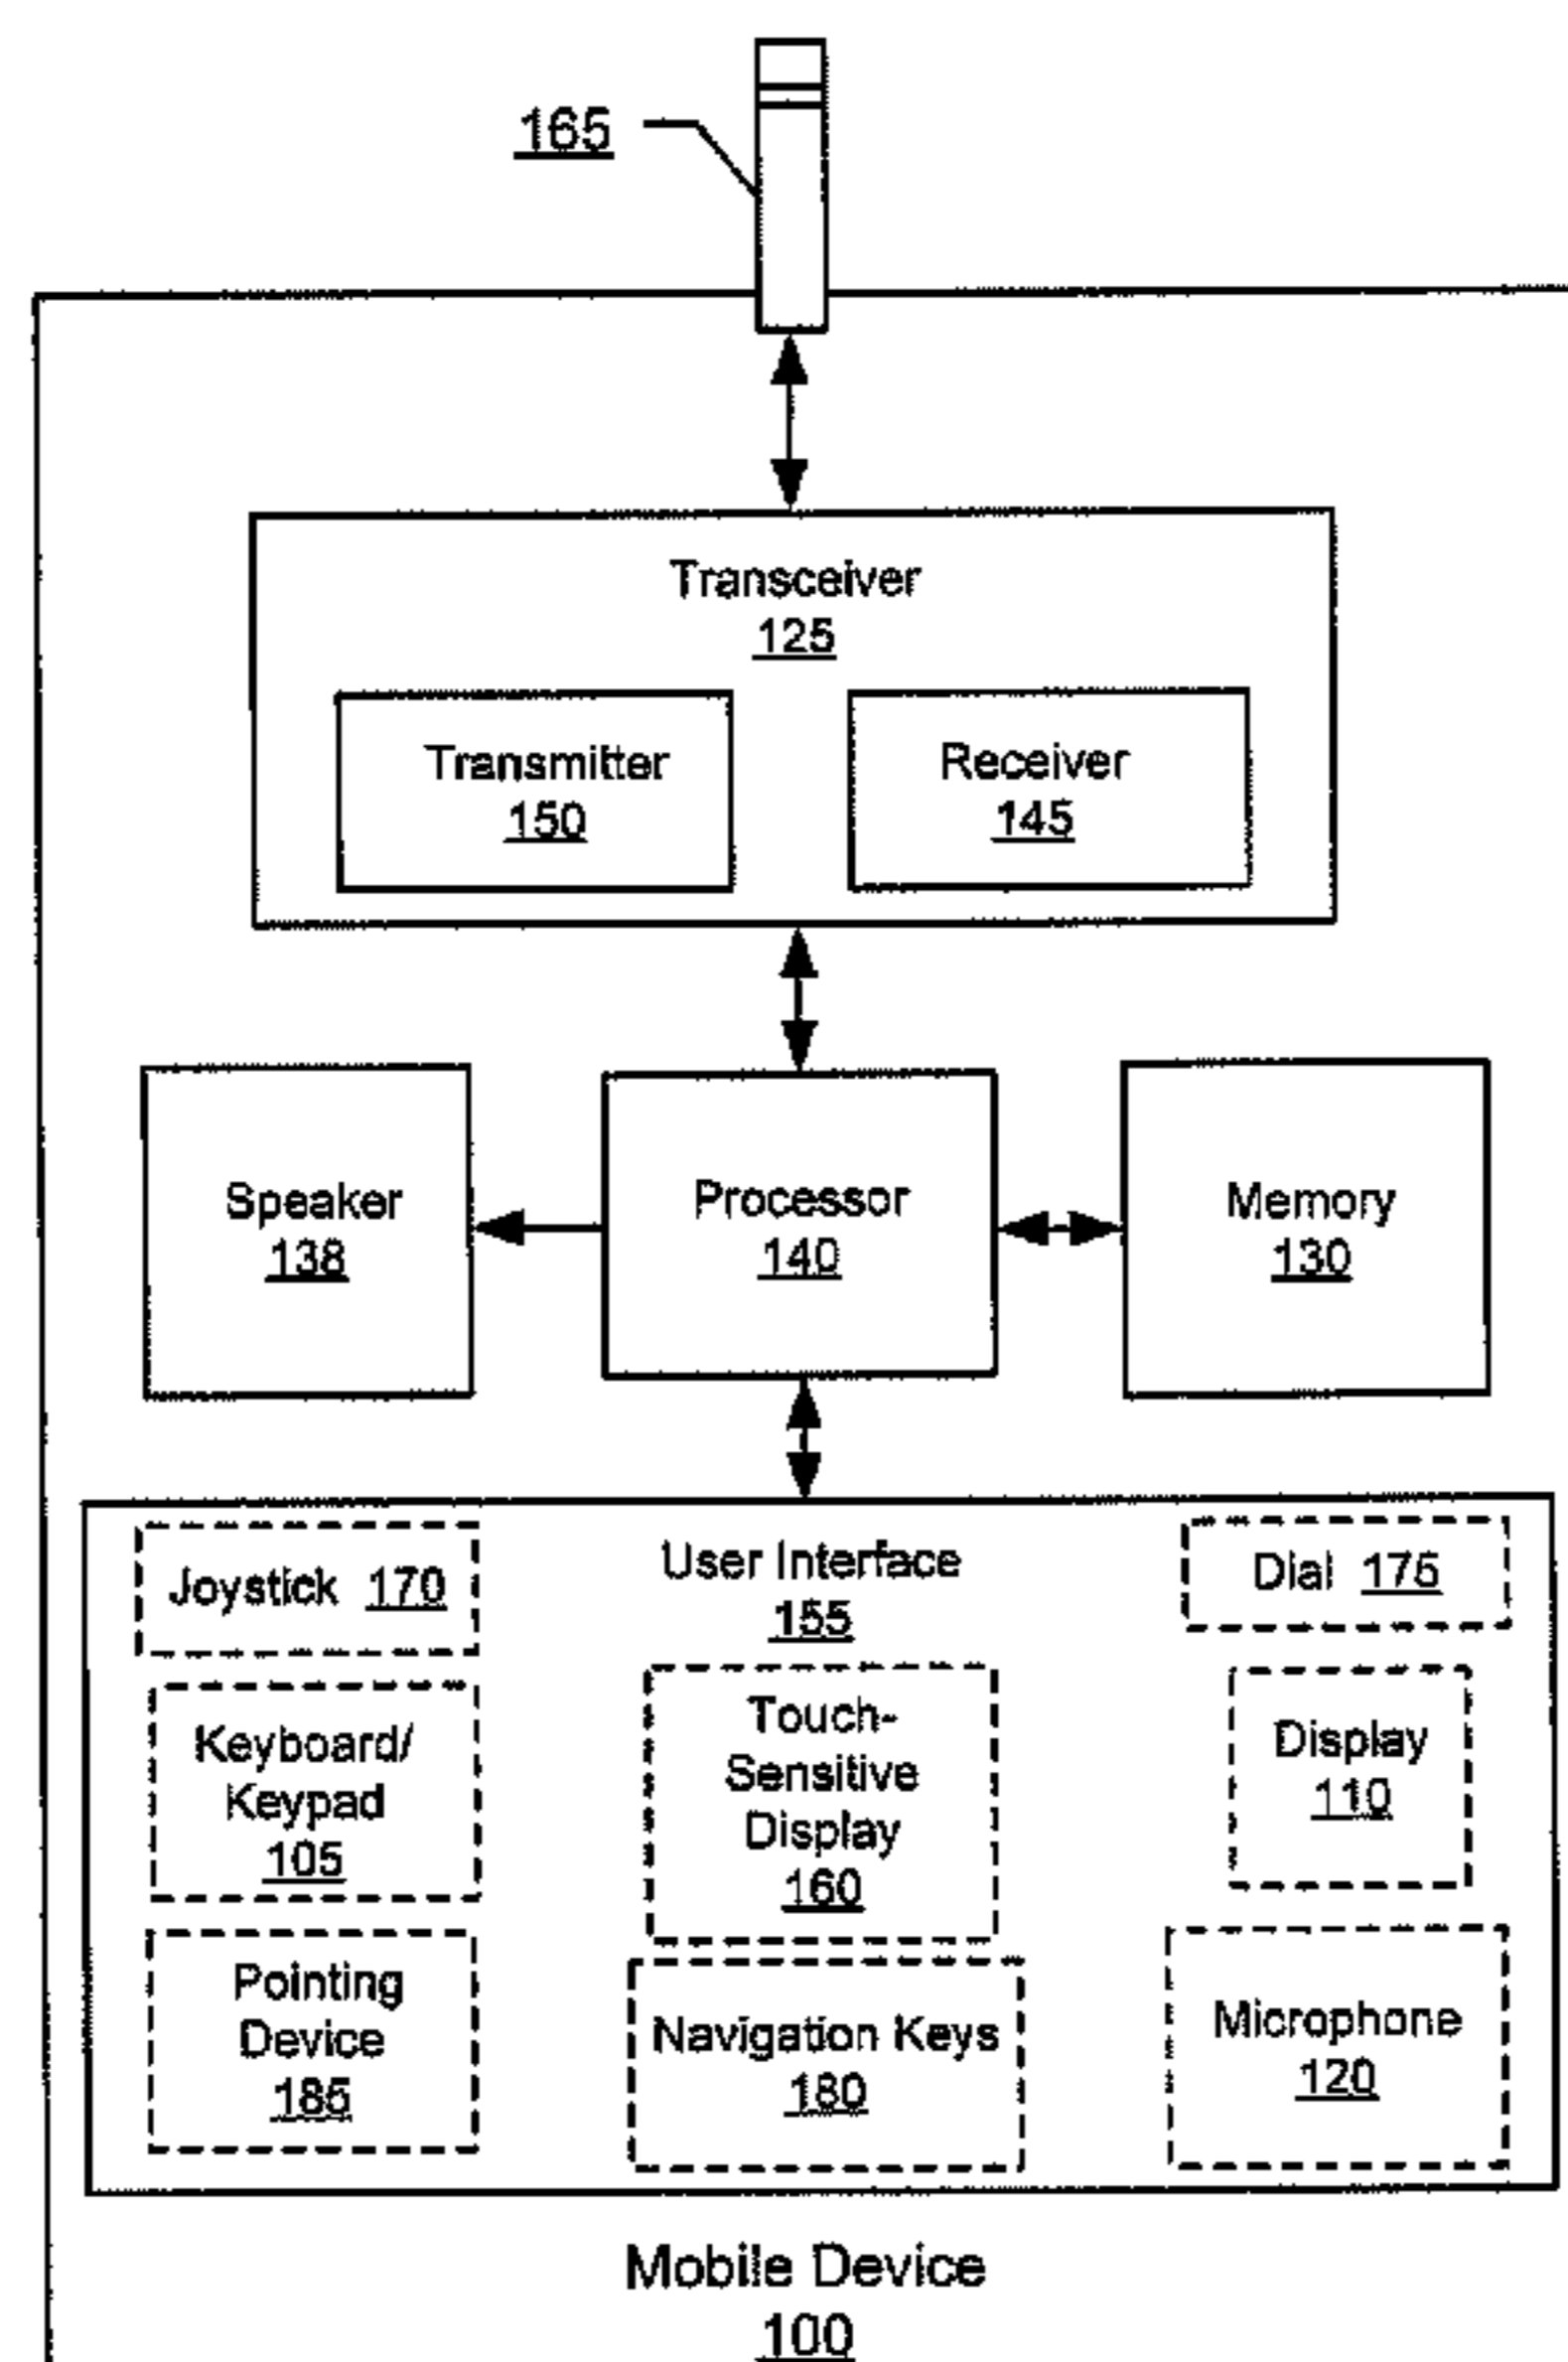 165
Transceiver
125
Transmitter
150
Receiver
145
Speaker
138
Processor
140
Memory
130
Joystick 170
User Interface
155
Dial 175
Keyboard/
Keypad
105
Touch-
Sensitive
Display
160
Display
110
Pointing
Device
185
Navigation Keys
180
Microphone
120
Mobile Device
100